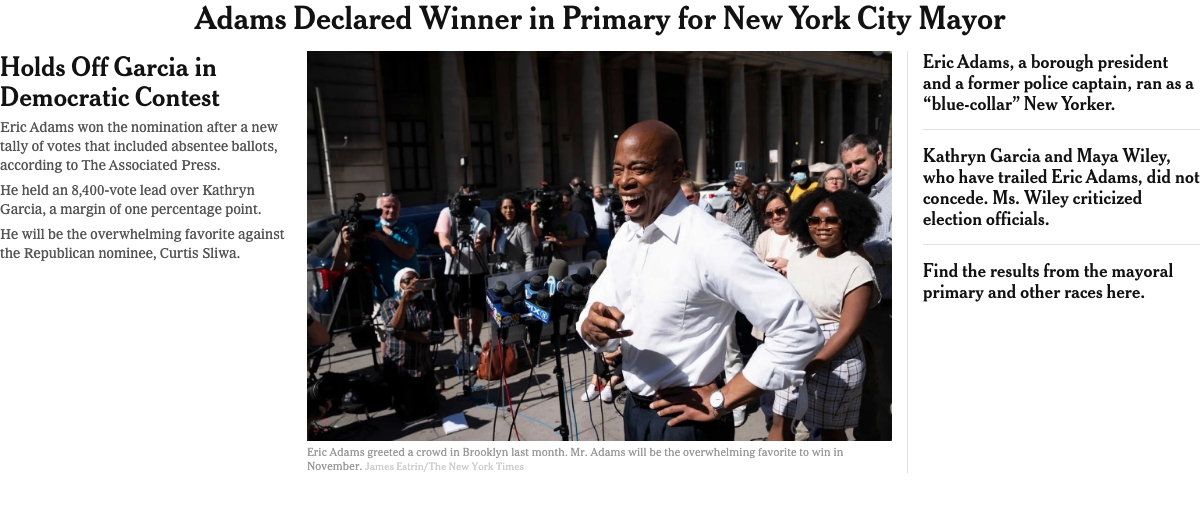 Adams Declared Winner in Primary for New York City Mayor
Holds Off Garcia in
Democratic Contest
Eric Adams won the nomination after a new
tally of votes that included absentee ballots,
according to The Associated Press.
He held an 8,400-vote lead over Kathryn
Garcia, a margin of one percentage point.
He will be the overwhelming favorite against
the Republican nominee, Curtis Sliwa.
7
Eric Adams greeted a crowd in Brooklyn last month. Mr. Adams will be the overwhelming favorite to win in
November. James Estrin/The New York Times
Eric Adams, a borough president
and a former police captain, ran as a
“blue-collar” New Yorker.
Kathryn Garcia and Maya Wiley,
who have trailed Eric Adams, did not
concede. Ms. Wiley criticized
election officials.
Find the results from the mayoral
primary and other races here.